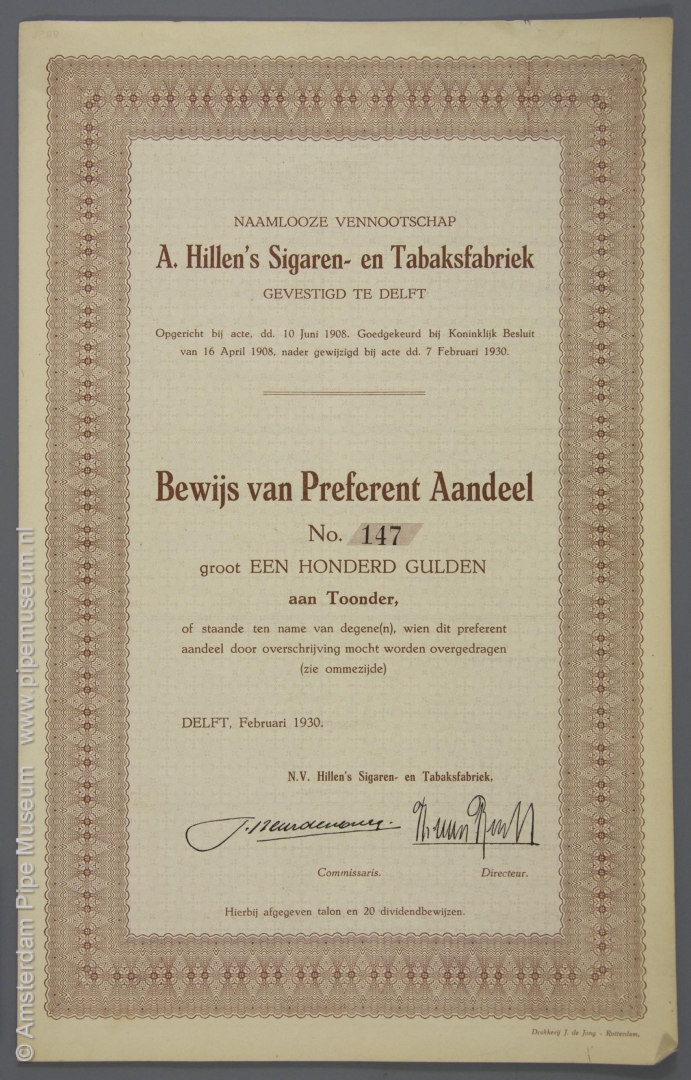 NAAMLOOZE VENNOOTSCHAP
A. Hillen's Sigaren- en Tabaksfabriek
GEVESTIGD TE DELFT
Opgericht bij acte, dd. 10 Juni 1908. Goedgekeurd bij Koninklijk Besluit
van 16 April 1908, nader gewijzigd bij acte dd. 7 Februari 1930.
Bewijs van Preferent Aandeel
No. 147
groot EEN HONDERD GULDEN
aan Toonder,
of staande ten name van degene(n), wien dit preferent
aandeel door overschrijving mocht worden overgedragen
(zie ommezijde)
DELFT, Februari 1930.
N.V. Hillen's Sigaren- en Tabaksfabriek,
Commissaris. Directeur.
Hierbij afgegeven talon en 20 dividendbewijzen.
Drukkerij J. de Jong - Rotterdam.
© Amsterdam Pipe Museum www.pipemuseum.nl